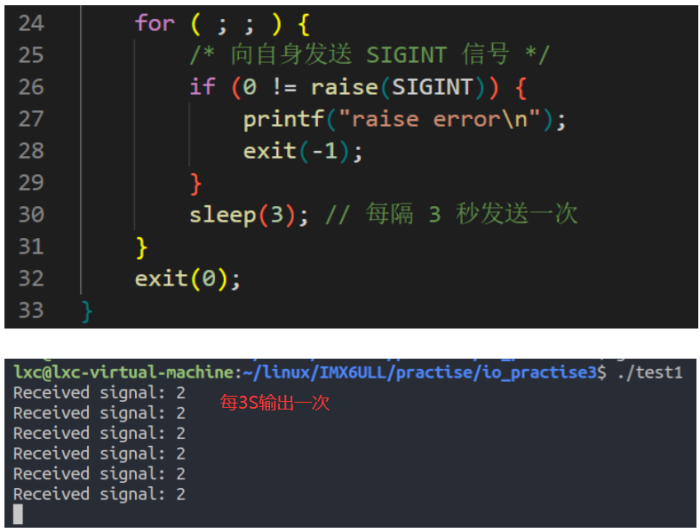 24 for ( ; ; ) {
25 /* 向自身发送 SIGINT 信号 */
26 if (0 != raise(SIGINT)) {
27 printf("raise error\n");
28 exit(-1);
29 }
30 sleep(3); // 每隔 3 秒发送一次
31 }
32 exit(0);
33 }
lxc@lxc-virtual-machine:~/linux/IMX6ULL/practise/io_practise3$ ./test1
Received signal: 2
每3S输出一次
Received signal: 2
Received signal: 2
Received signal: 2
Received signal: 2
Received signal: 2